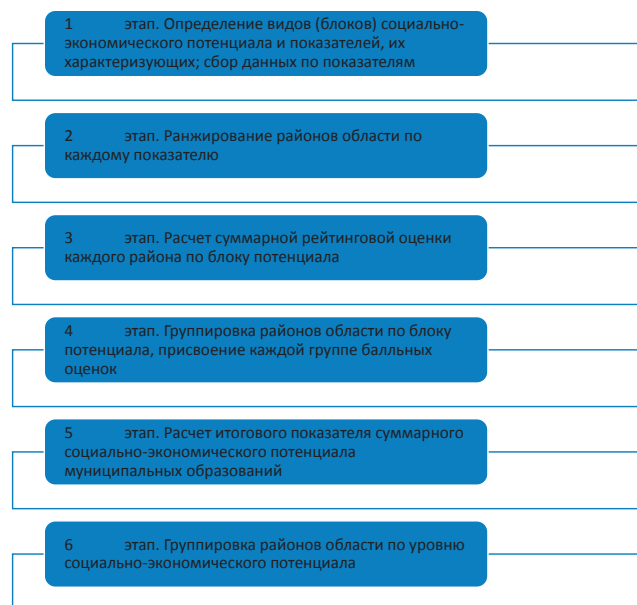 1 этап. Определение видов (блоков) социально-
экономического потенциала и показателей, их
характеризующих; сбор данных по показателям
2 этап. Ранжирование районов области по
каждому показателю
3 этап. Расчет суммарной рейтинговой оценки
каждого района по блоку потенциала
4 этап. Группировка районов области по блоку
потенциала, присвоение каждой группе балльных
оценок
5 этап. Расчет итогового показателя суммарного
социально-экономического потенциала
муниципальных образований
6 этап. Группировка районов области по уровню
социально-экономического потенциала